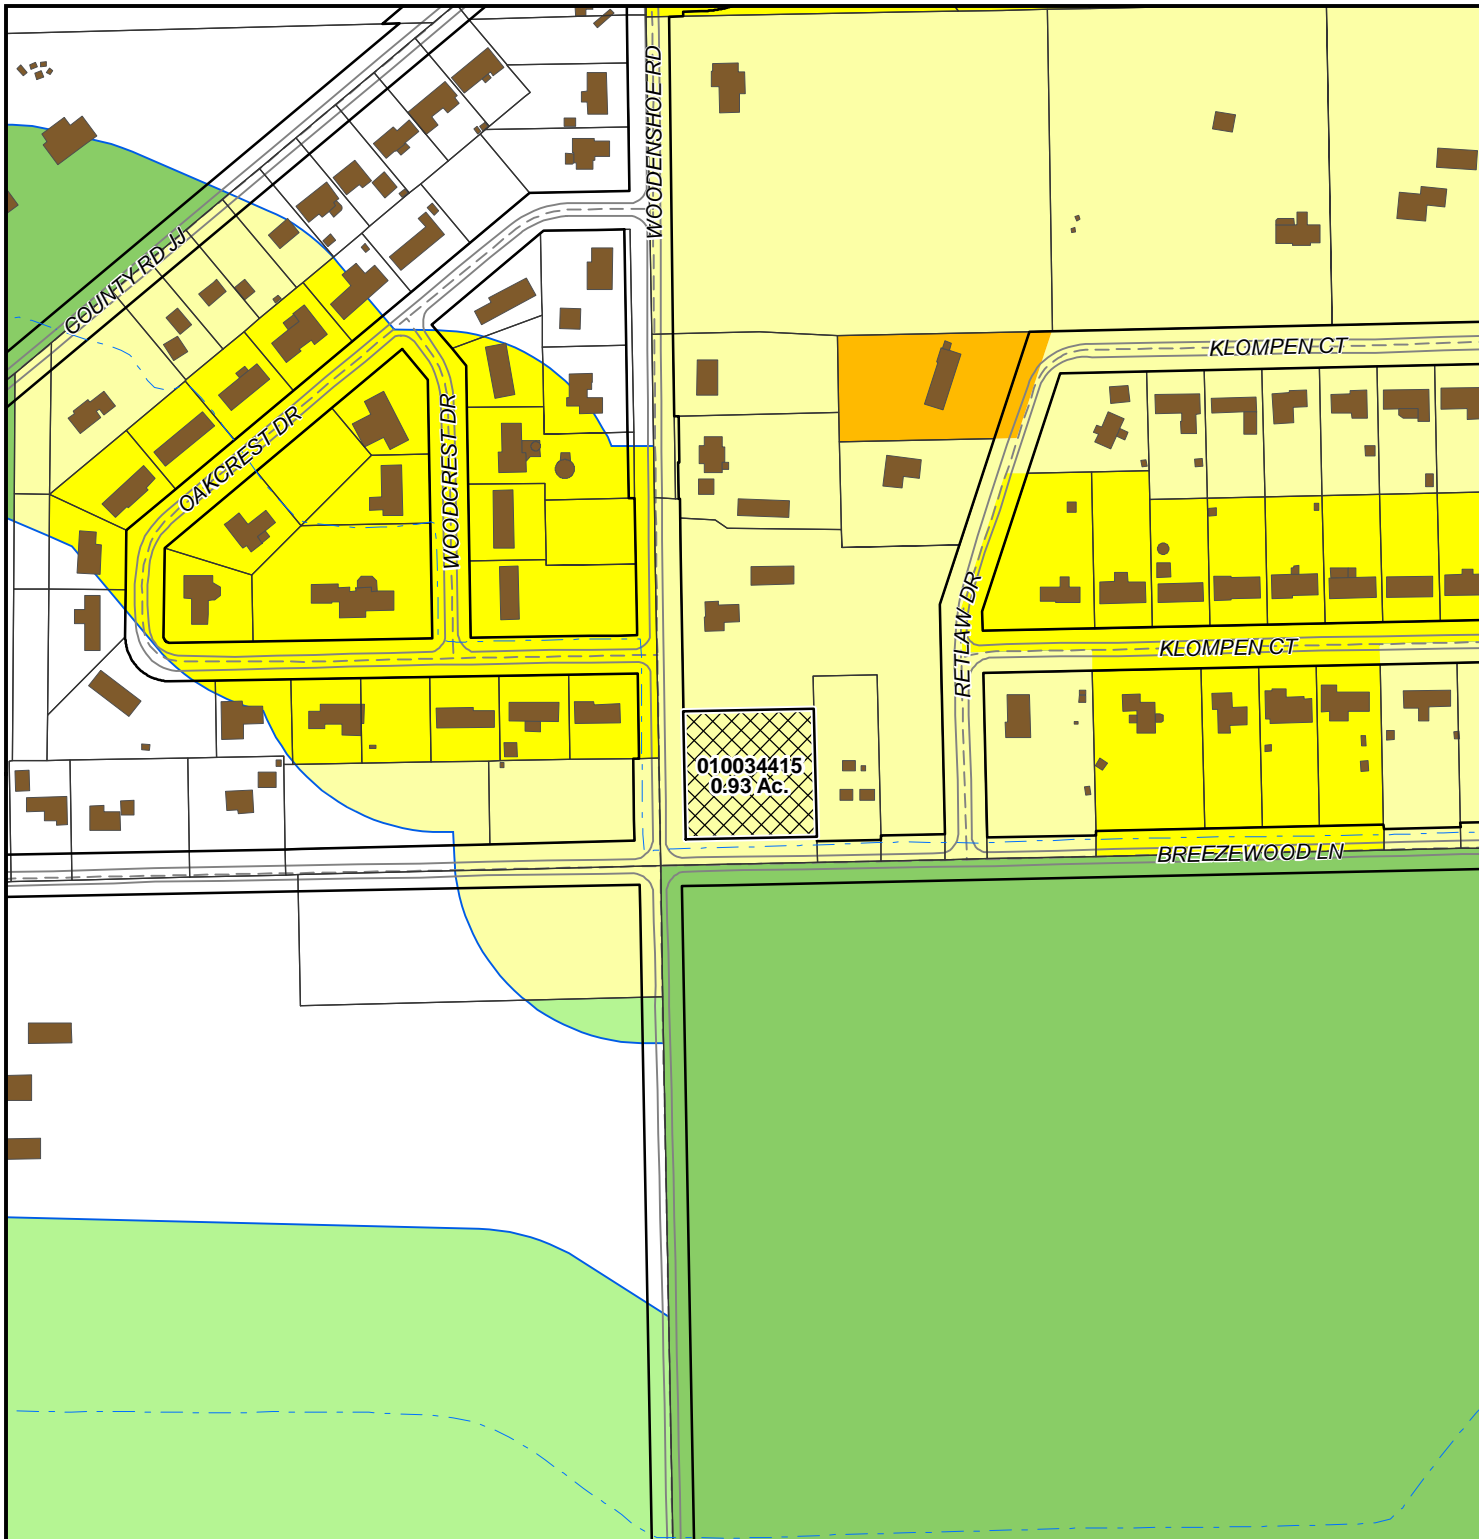 WOODENSHOE RD
COUNTY RD JJ
KLOMPEN CT
OAKCREST DR
WOODCREST DR
RETLAW DR
KLOMPEN CT
010034415
0.93 Ac.
BREEZEWOOD LN